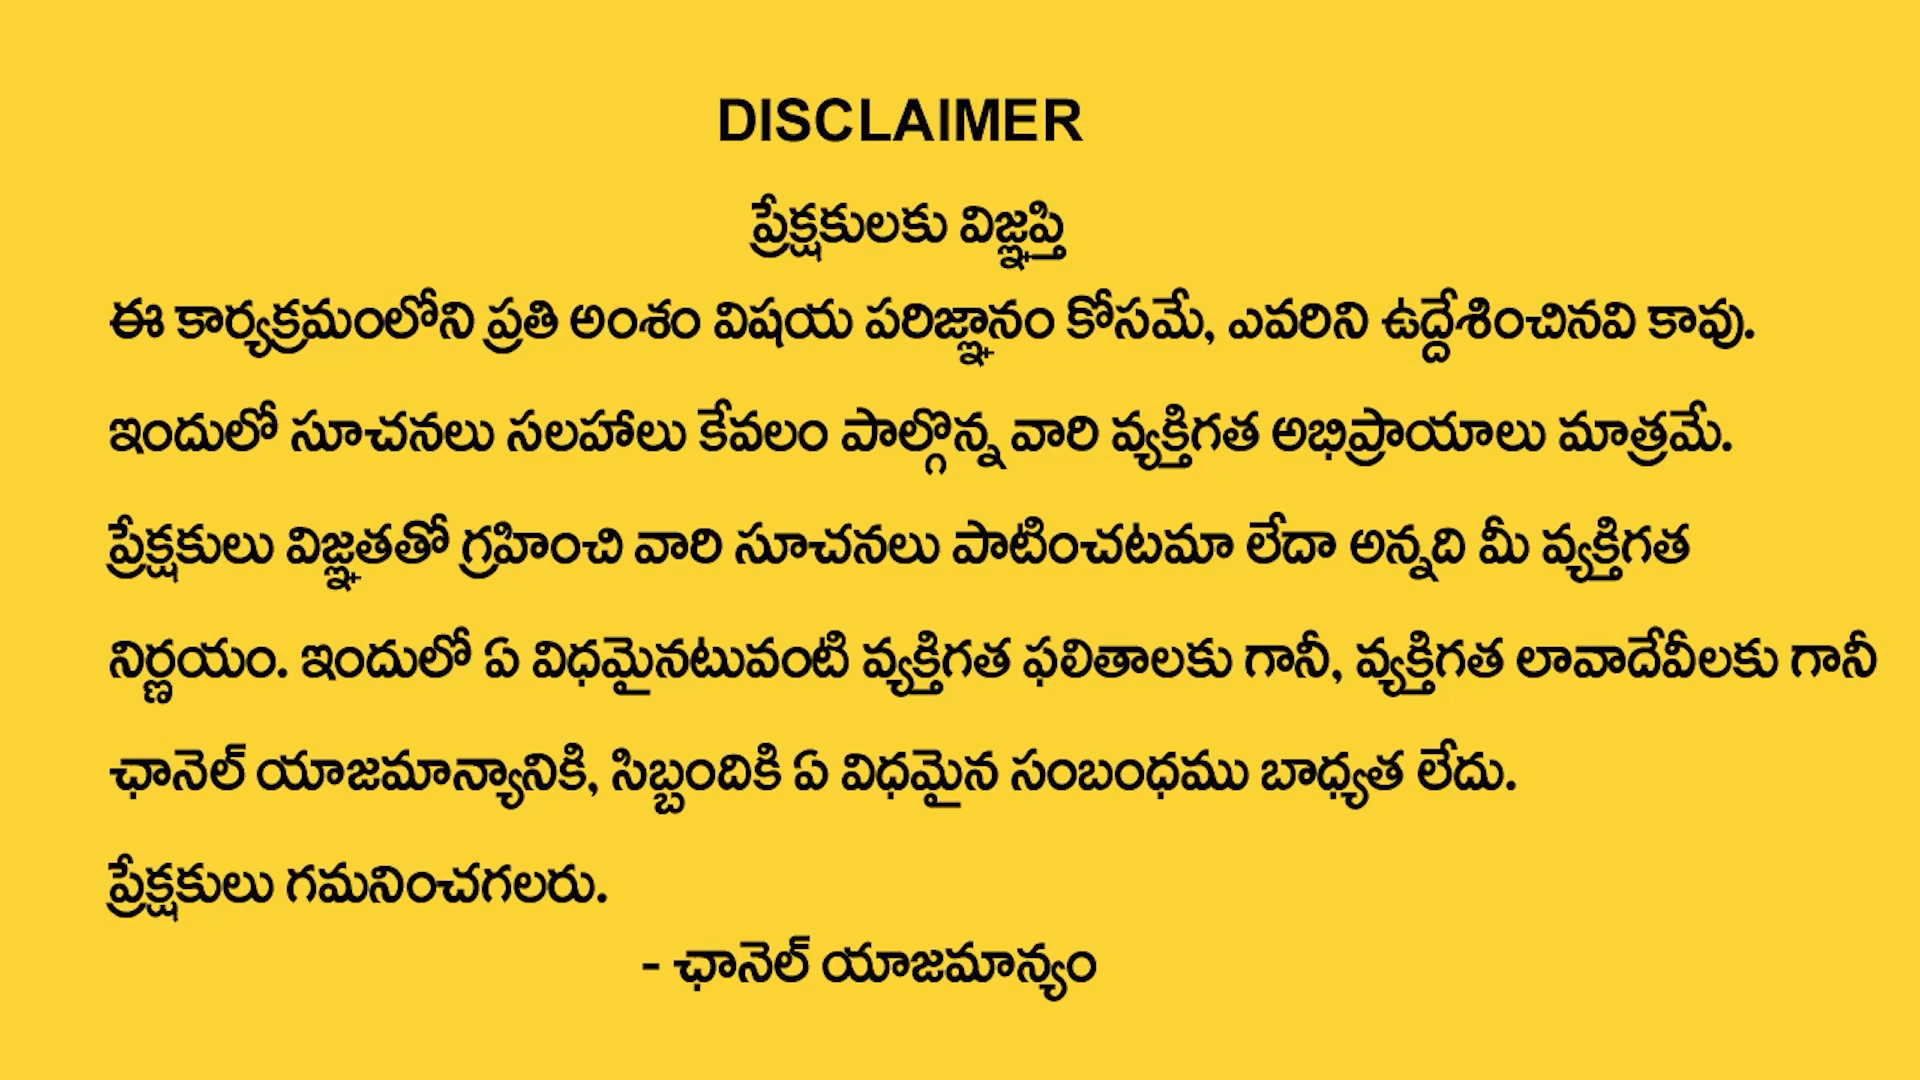 DISCLAIMER
ప్రేక్షకులకు విజ్ఞప్తి
ఈ కార్యక్రమంలోని ప్రతి అంశం విషయ పరిజ్ఞానం కోసమే, ఎవరిని ఉద్దేశించినవి కావు.
ఇందులో సూచనలు సలహాలు కేవలం పాల్గొన్న వారి వ్యక్తిగత అభిప్రాయాలు మాత్రమే.
ప్రేక్షకులు విజ్ఞతతో గ్రహించి వారి సూచనలు పాటించటమా లేదా అన్నది మీ వ్యక్తిగత
నిర్ణయం. ఇందులో ఏ విధమైనటువంటి వ్యక్తిగత ఫలితాలకు గానీ, వ్యక్తిగత లావాదేవీలకు గానీ
ఛానెల్ యాజమాన్యానికి, సిబ్బందికి ఏ విధమైన సంబంధము బాధ్యత లేదు.
ప్రేక్షకులు గమనించగలరు.
- ఛానెల్ యాజమాన్యం